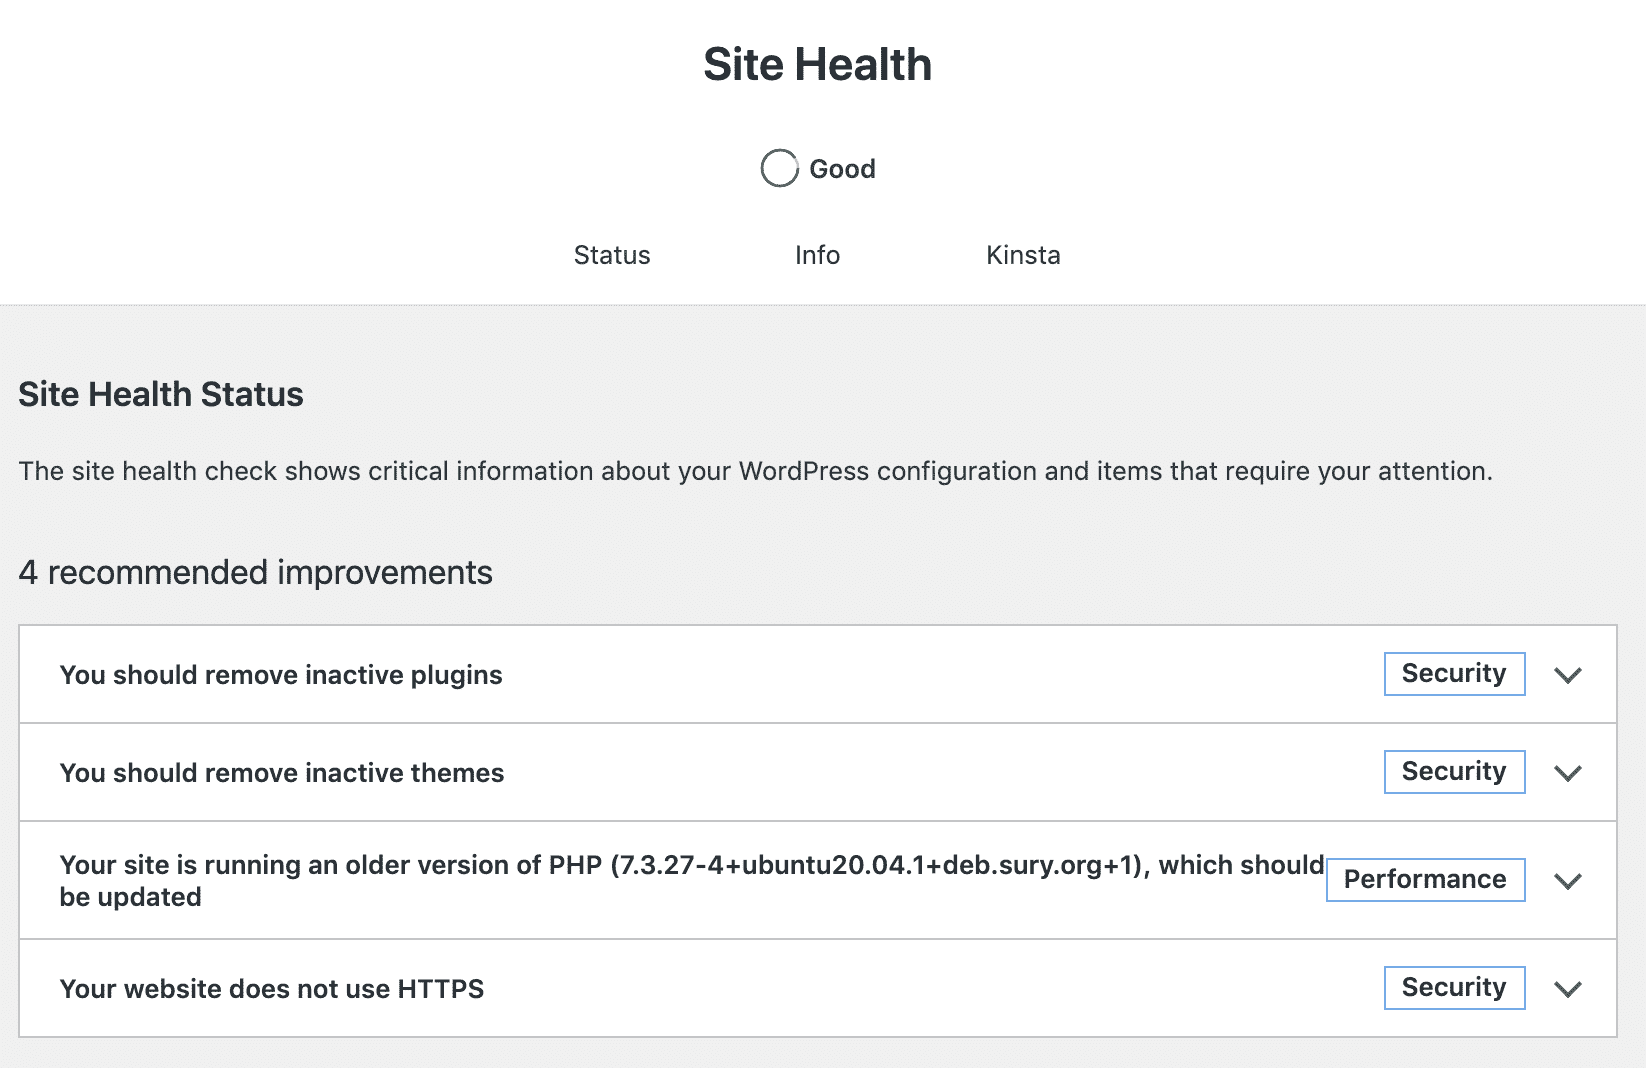 Site Health
Good
Status Info Kinsta
Site Health Status
The site health check shows critical information about your WordPress configuration and items that require your attention.
4 recommended improvements
You should remove inactive plugins Security
You should remove inactive themes Security
Your site is running an older version of PHP (7.3.27-4+ubuntu20.04.1+deb.sury.org+1), which should
be updated
Performance
Your website does not use HTTPS Security